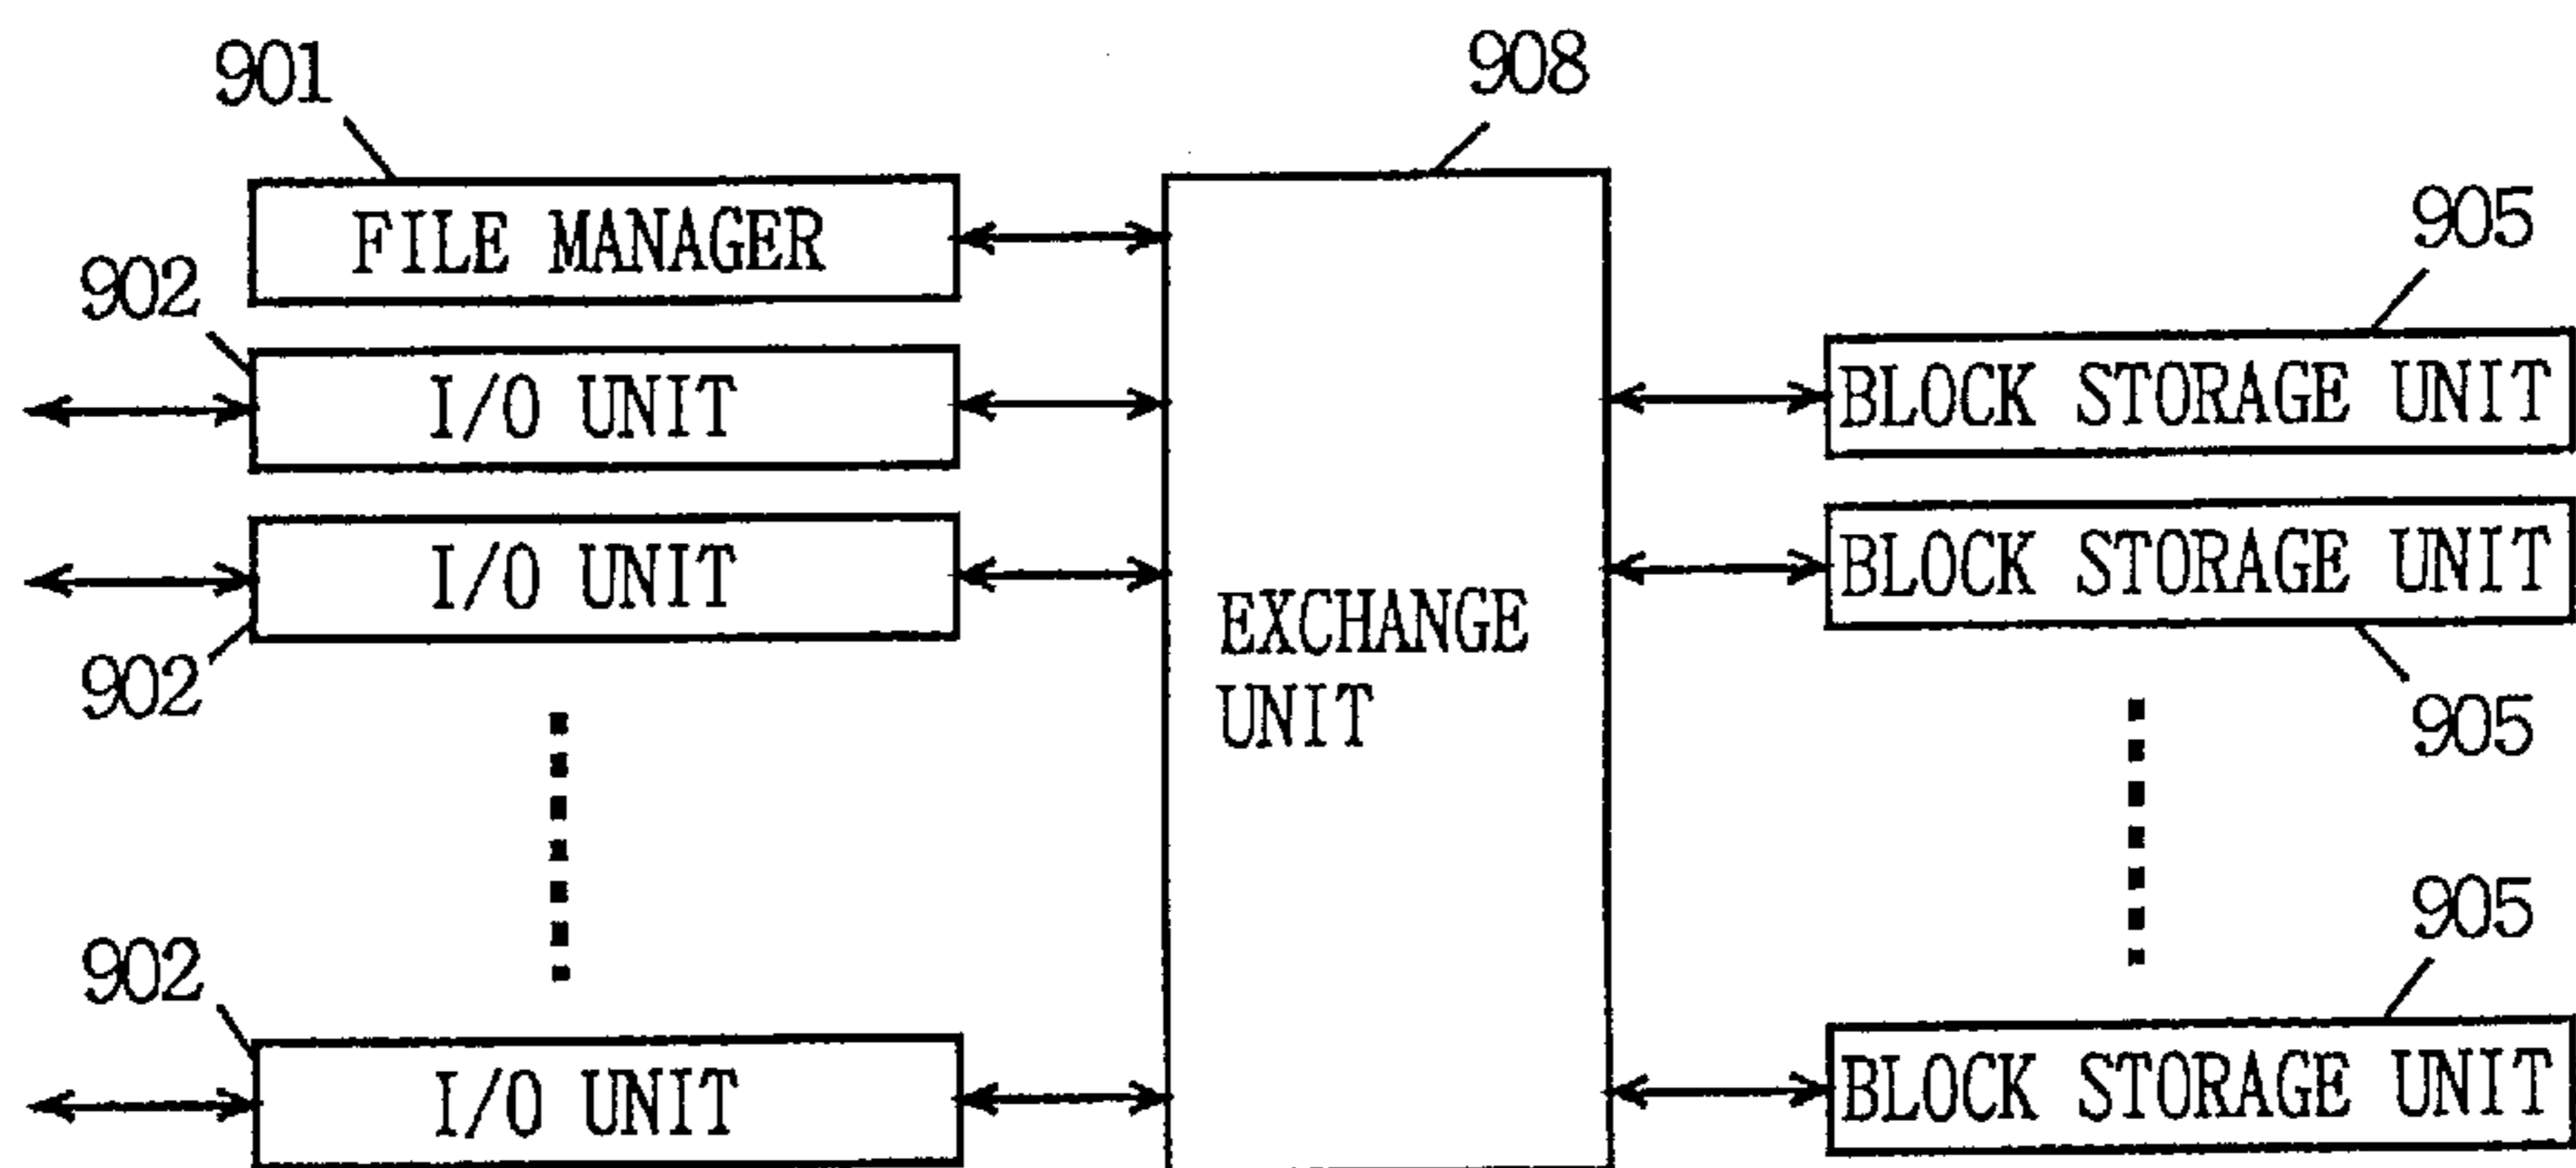 901
908
FILE MANAGER
905
902
I/O UNIT
BLOCK STORAGE UNIT
I/O UNIT
BLOCK STORAGE UNIT
902
EXCHANGE
UNIT
905
902
905
I/O UNIT
BLOCK STORAGE UNIT